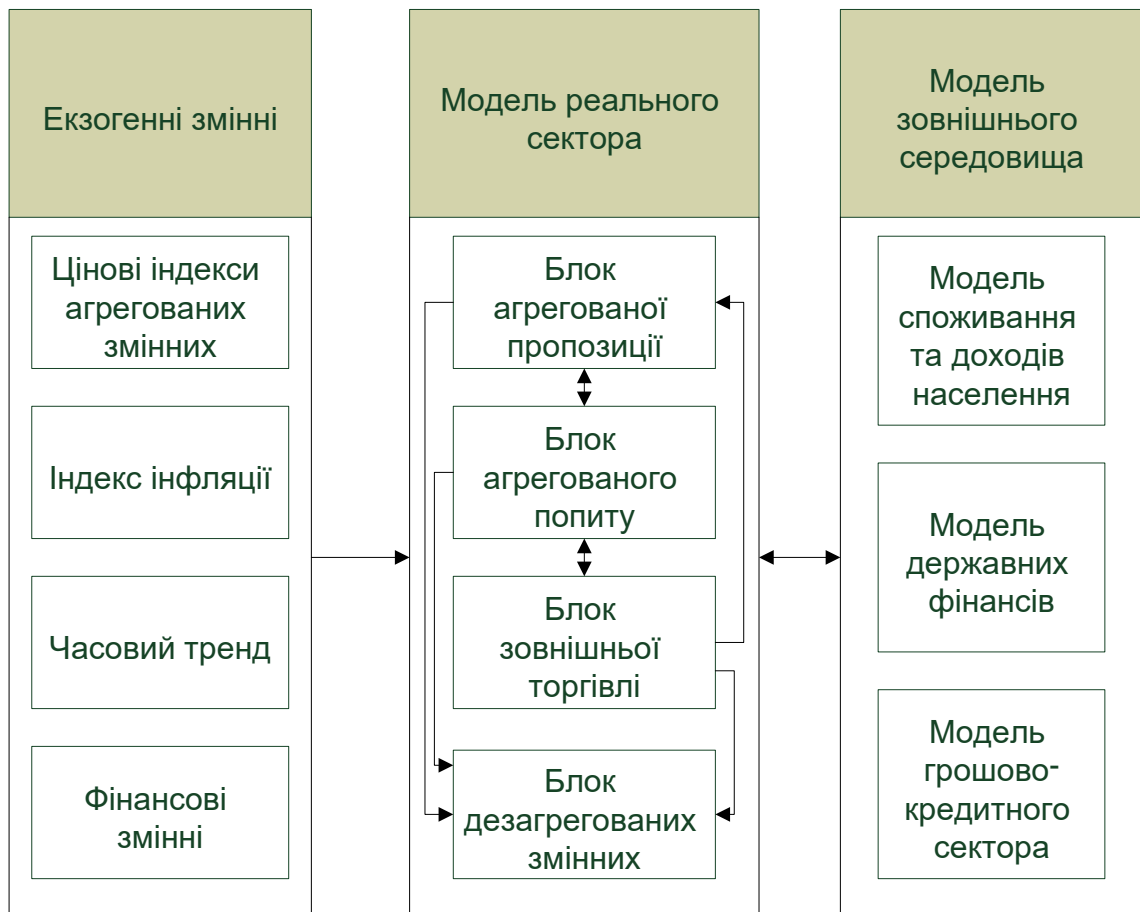 Екзогенні змінні
Цінові індекси
агрегованих
змінних
Індекс інфляції
Часовий тренд
Фінансові
змінні
Модель реального
сектора
Блок
агрегованої
пропозиції
Блок
агрегованого
попиту
Блок
зовнішньої
торгівлі
Блок
дезагрегованих
змінних
Модель
зовнішнього
середовища
Модель
споживання
та доходів
населення
Модель
державних
фінансів
Модель
грошово-
кредитного
сектора